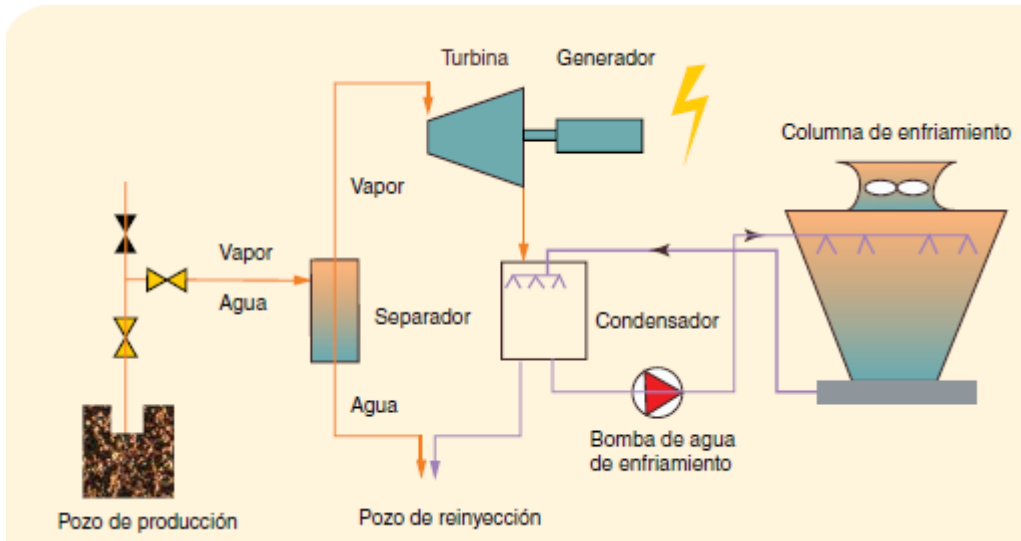 Turbina
Generador
Columna de enfriamiento
Vapor
Vapor
Agua
Separador
Condensador
Agua
Bomba de agua
de enfriamiento
Pozo de producción
Pozo de reinyección